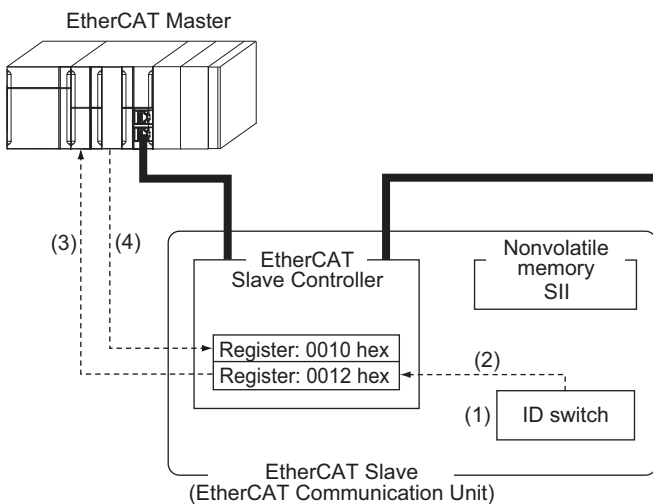 EtherCAT Master
(3)
(4)
EtherCAT
Slave Controller
Nonvolatile
memory
SII
Register: 0010 hex
Register: 0012 hex
(2)
(1)
ID switch
EtherCAT Slave
(EtherCAT Communication Unit)